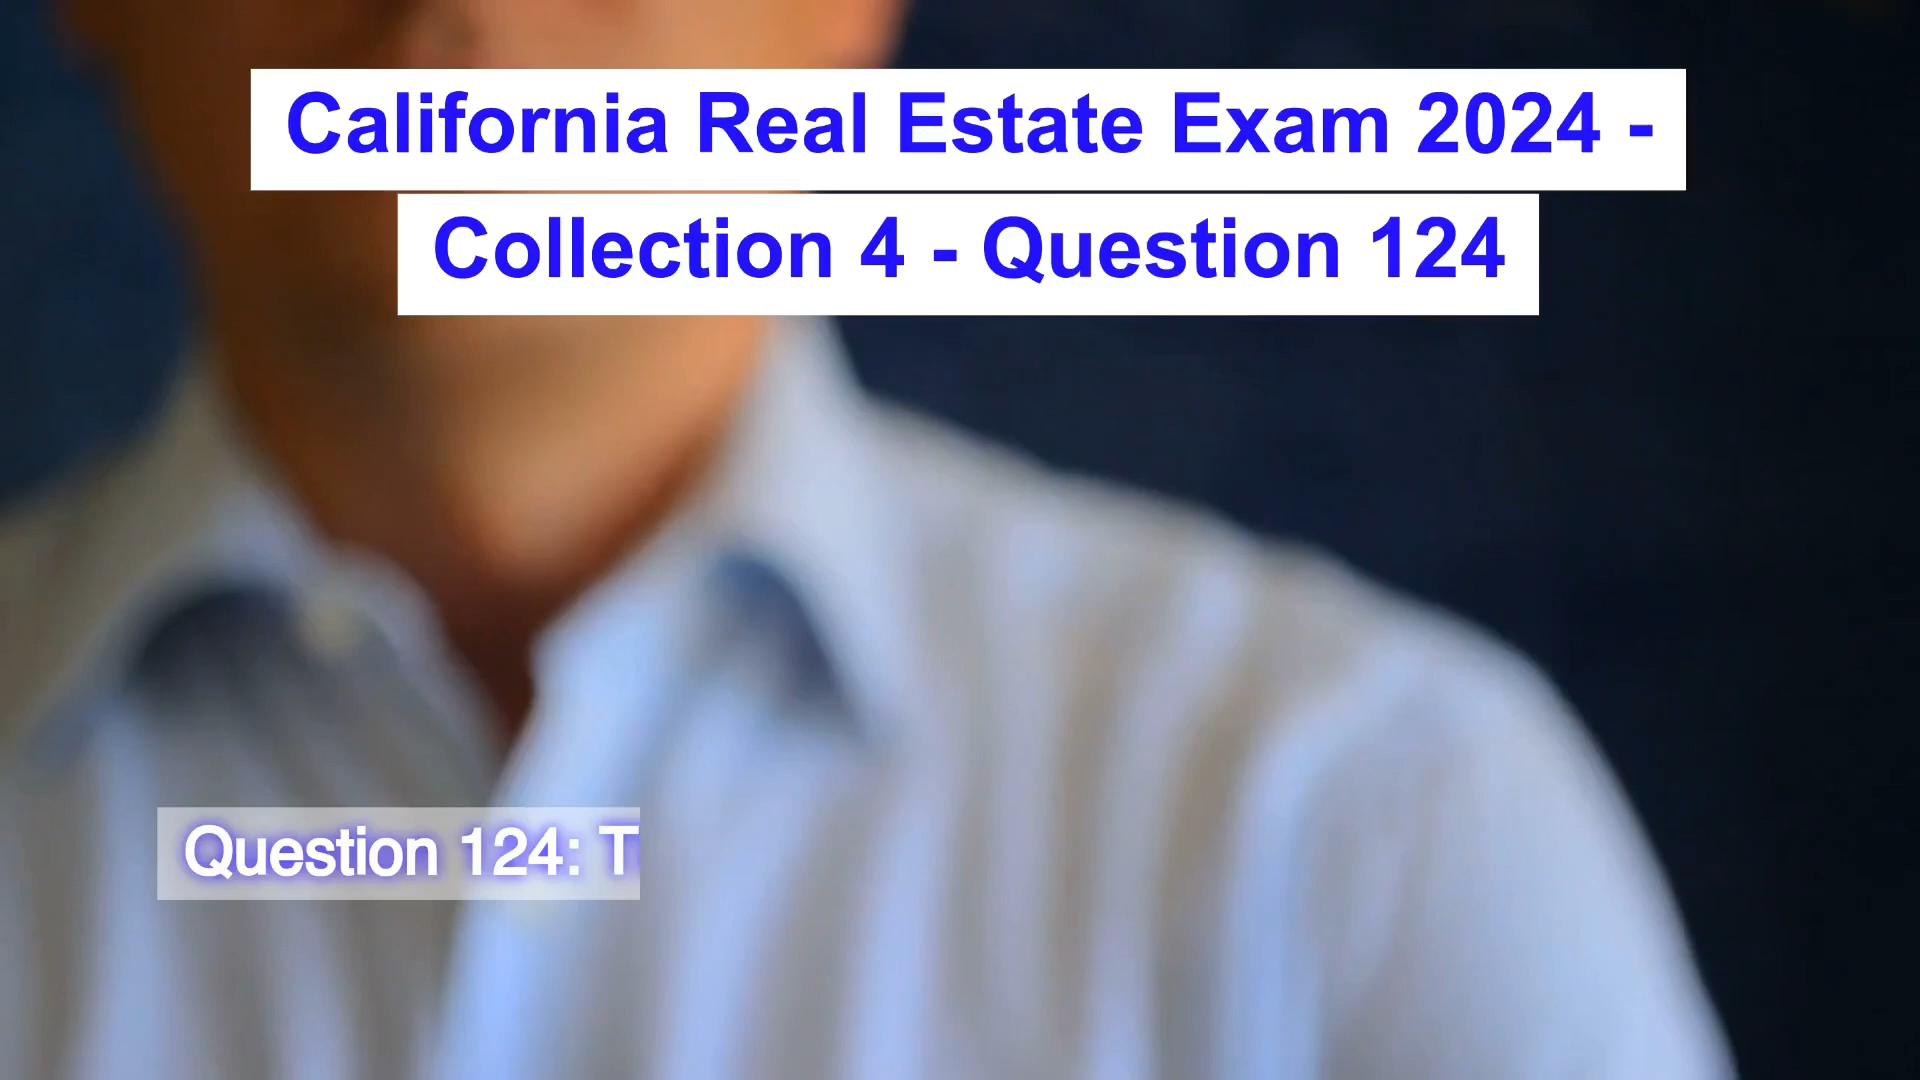 California Real Estate Exam 2024 -
Collection 4 - Question 124
Question 124: T